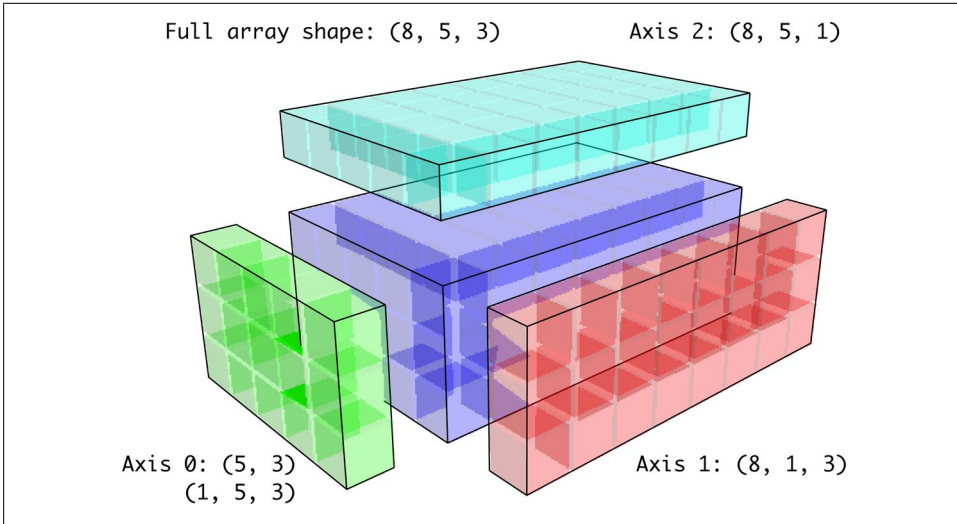 Full array shape: (8, 5, 3)
Axis 2: (8, 5, 1)
Axis 0: (5, 3)
(1, 5, 3)
Axis 1: (8, 1, 3)